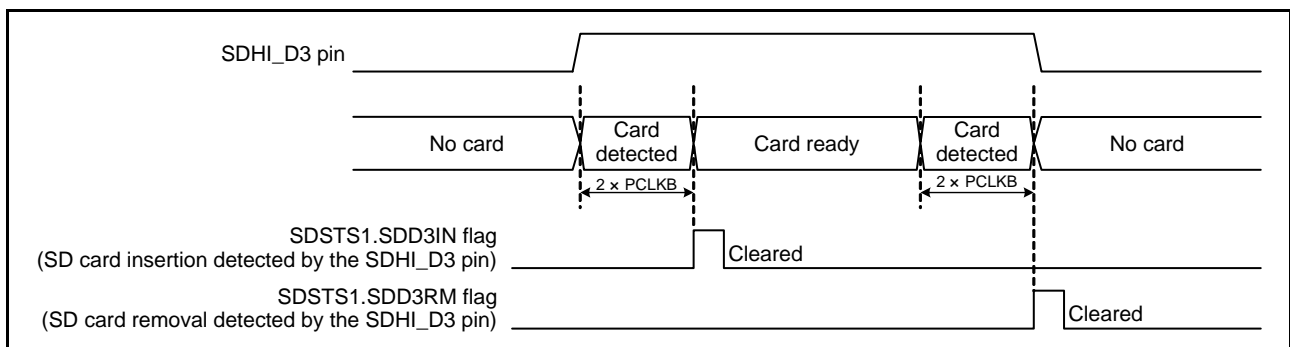 SDHI_D3 pin
No card
Card
detected
Card ready
Card
detected
No card
2 × PCLKB
2 × PCLKB
SDSTS1.SDD3IN flag
(SD card insertion detected by the SDHI_D3 pin)
Cleared
SDSTS1.SDD3RM flag
(SD card removal detected by the SDHI_D3 pin)
Cleared